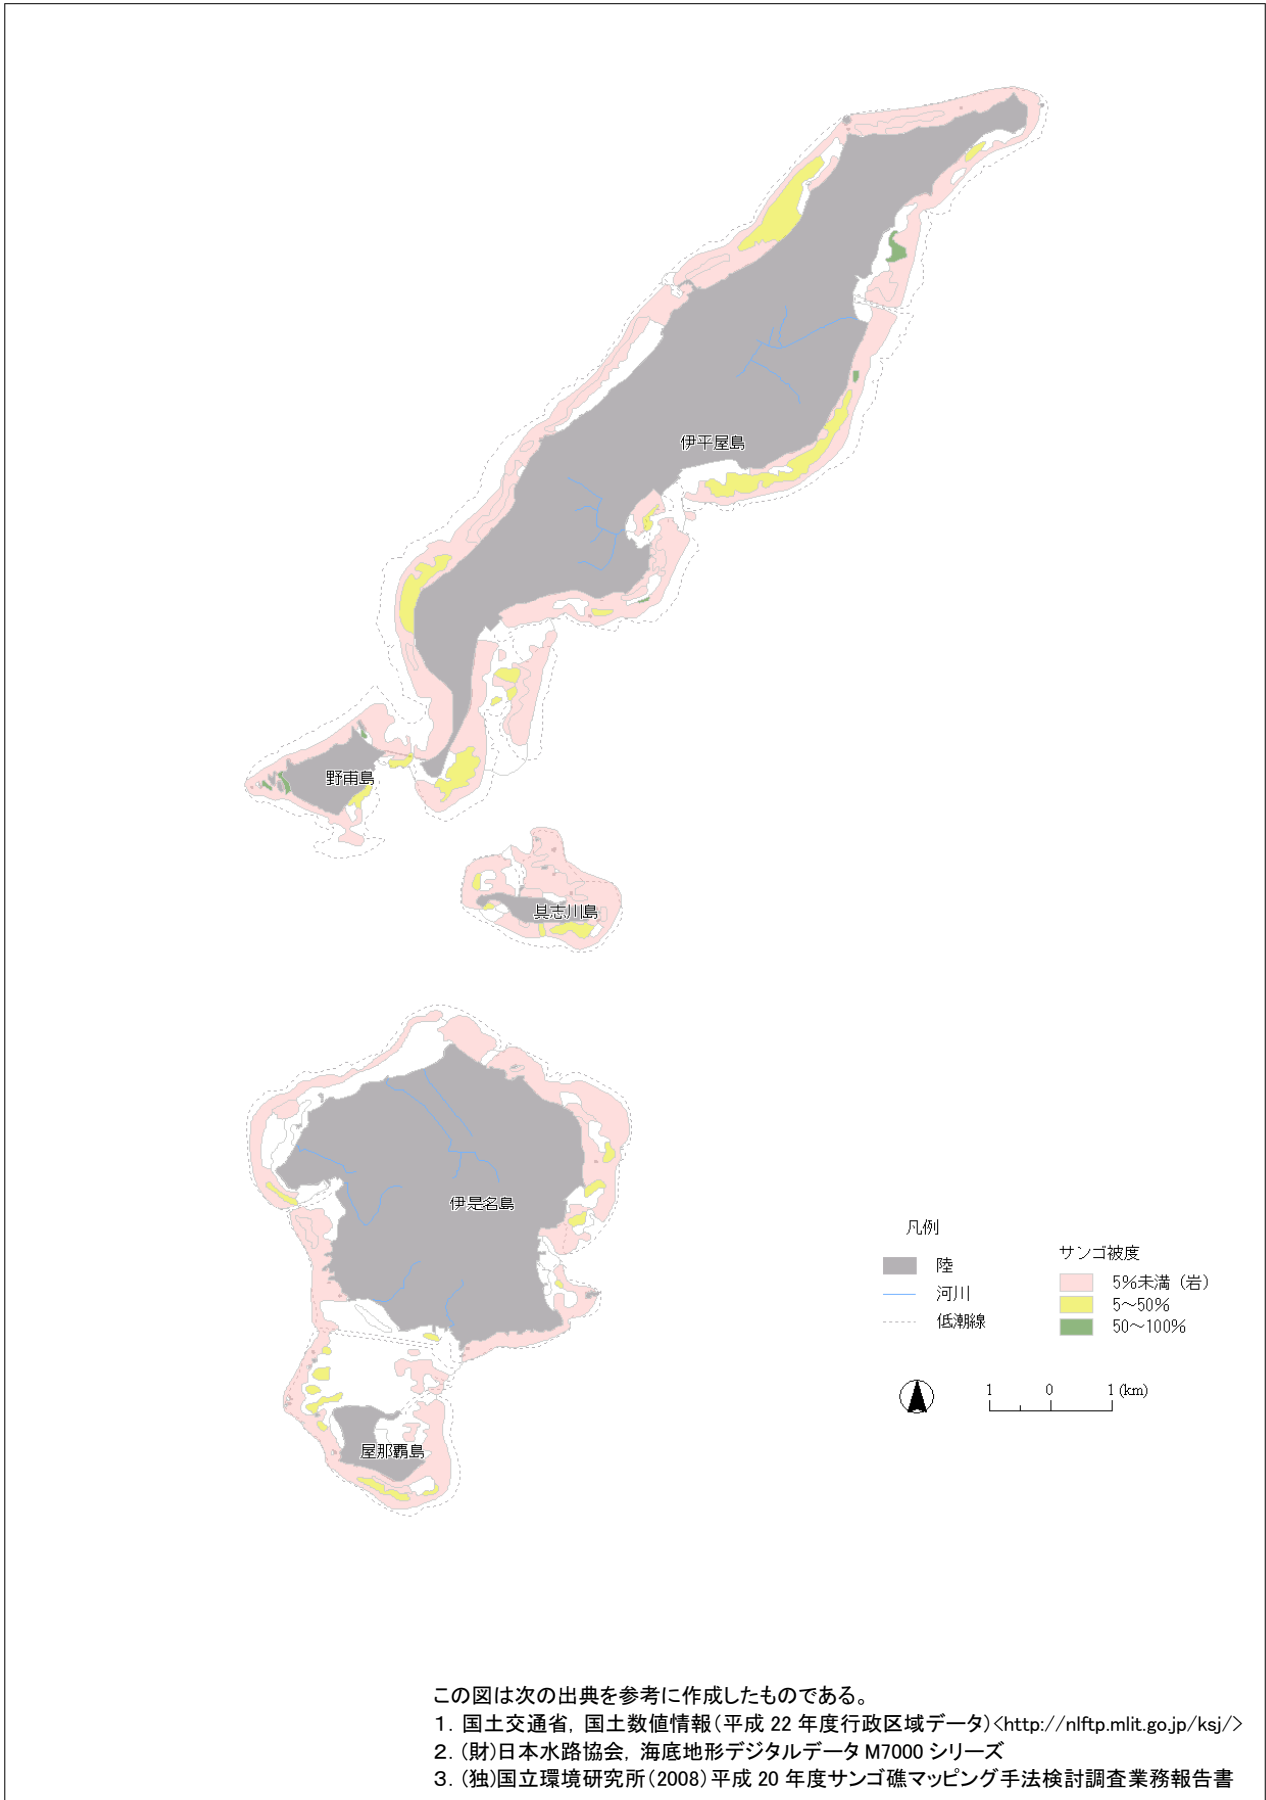 伊平屋島
野甫島
具志川島
伊是名島
屋那覇島
凡例
陸
河川
低潮線
サンゴ被度
5%未満（岩）
5～50%
50～100%
1 0 1 (km)
この図は次の出典を参考に作成したものである。
1. 国土交通省, 国土数値情報(平成 22 年度行政区域データ)<http://nlftp.mlit.go.jp/ksj/>
2. (財)日本水路協会, 海底地形デジタルデータ M7000 シリーズ
3. (独)国立環境研究所(2008)平成 20 年度サンゴ礁マッピング手法検討調査業務報告書